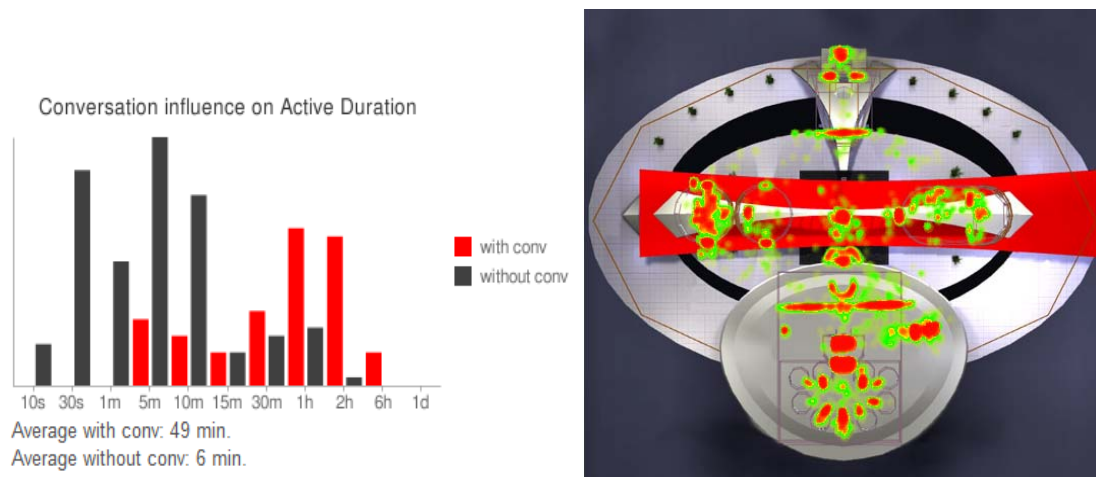 Conversation influence on Active Duration
with conv
without conv
10s 30s 1m 5m 10m 15m 30m 1h 2h 6h 1d
Average with conv: 49 min.
Average without conv: 6 min.